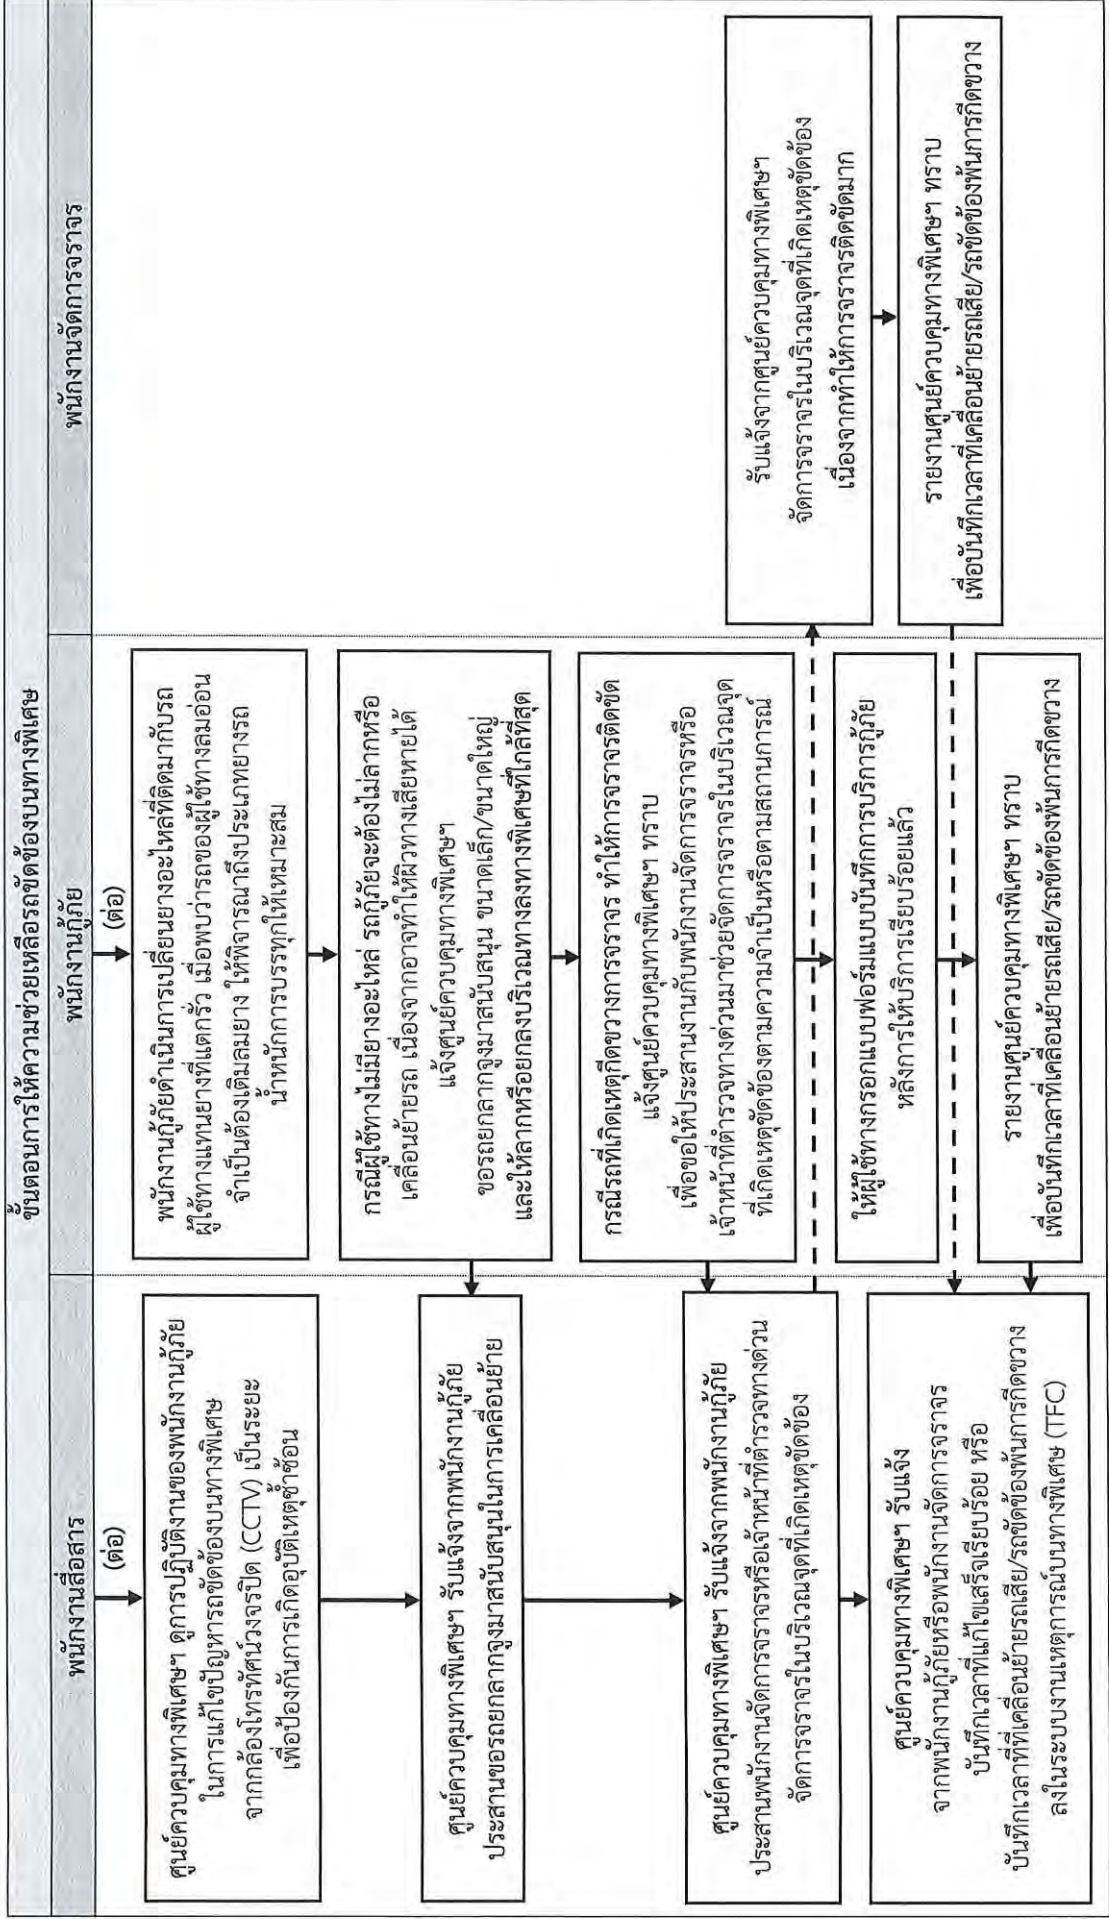 ขั้นตอนการให้ความช่วยเหลือรถขัดข้องบนทางพิเศษ
พนักงานสื่อสาร
พนักงานกู้ภัย
พนักงานจัดการจราจร
(ต่อ)
ศูนย์ควบคุมทางพิเศษฯ ดูการปฏิบัติงานของพนักงานกู้ภัย
ในการแก้ไขปัญหารถขัดข้องบนทางพิเศษ
จากกล้องโทรทัศน์วงจรปิด (CCTV) เป็นระยะ
เพื่อป้องกันการเกิดอุบัติเหตุซ้ำซ้อน
ศูนย์ควบคุมทางพิเศษฯ รับแจ้งจากพนักงานกู้ภัย
ประสานขอรถยกลากจูงมาสนับสนุนในการเคลื่อนย้าย
ศูนย์ควบคุมทางพิเศษฯ รับแจ้งจากพนักงานกู้ภัย
ประสานพนักงานจัดการจราจรหรือเจ้าหน้าที่ตำรวจทางด่วน
จัดการจราจรในบริเวณจุดที่เกิดเหตุขัดข้อง
ศูนย์ควบคุมทางพิเศษฯ รับแจ้ง
จากพนักงานกู้ภัยหรือพนักงานจัดการจราจร
บันทึกเวลาที่แก้ไขเสร็จเรียบร้อย หรือ
บันทึกเวลาที่ที่เคลื่อนย้ายรถเสีย/รถขัดข้องพ้นการกีดขวาง
ลงในระบบงานเหตุการณ์บนทางพิเศษ (TFC)
(ต่อ)
พนักงานกู้ภัยดำเนินการเปลี่ยนยางอะไหล่ที่ติดมากับรถ
ผู้ใช้ทางแทนยางที่แตกรั่ว เมื่อพบว่ารถของผู้ใช้ทางลมอ่อน
จำเป็นต้องเติมลมยาง ให้พิจารณาถึงประเภทยางรถ
น้ำหนักการบรรทุกให้เหมาะสม
กรณีผู้ใช้ทางไม่มียางอะไหล่ รถกู้ภัยจะต้องไม่ลากหรือ
เคลื่อนย้ายรถ เนื่องจากอาจทำให้ผิวทางเสียหายได้
แจ้งศูนย์ควบคุมทางพิเศษฯ
ขอรถยกลากจูงมาสนับสนุน ขนาดเล็ก/ขนาดใหญ่
และให้ลากหรือยกลงบริเวณทางลงทางพิเศษที่ใกล้ที่สุด
กรณีรถที่เกิดเหตุกีดขวางการจราจร ทำให้การจราจรติดขัด
แจ้งศูนย์ควบคุมทางพิเศษฯ ทราบ
เพื่อขอให้ประสานงานกับพนักงานจัดการจราจรหรือ
เจ้าหน้าที่ตำรวจทางด่วนมาช่วยจัดการจราจรในบริเวณจุด
ที่เกิดเหตุขัดข้องตามความจำเป็นหรือตามสถานการณ์
ให้ผู้ใช้ทางกรอกแบบฟอร์มแบบบันทึกการบริการกู้ภัย
หลังการให้บริการเรียบร้อยแล้ว
รายงานศูนย์ควบคุมทางพิเศษฯ ทราบ
เพื่อบันทึกเวลาที่เคลื่อนย้ายรถเสีย/รถขัดข้องพ้นการกีดขวาง
รับแจ้งจากศูนย์ควบคุมทางพิเศษฯ
จัดการจราจรในบริเวณจุดที่เกิดเหตุขัดข้อง
เนื่องจากทำให้การจราจรติดขัดมาก
รายงานศูนย์ควบคุมทางพิเศษฯ ทราบ
เพื่อบันทึกเวลาที่เคลื่อนย้ายรถเสีย/รถขัดข้องพ้นการกีดขวาง